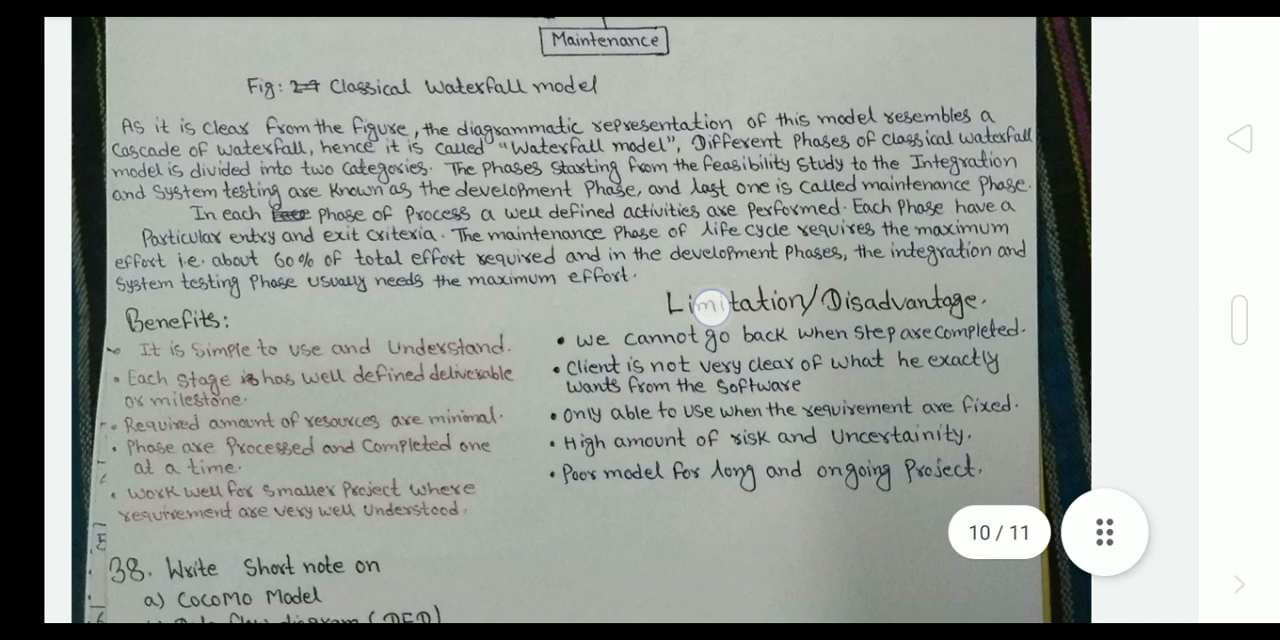 Maintenance
Fig: 2.7 Classical Waterfall model
As it is clear from the figure, the diagrammatic representation of this model resembles a
Cascade of waterfall, hence it is called "Waterfall model", Different Phases of classical waterfall
model is divided into two Categories. The Phases Starting from the feasibility Study to the Integration
and System testing are known as the development Phase, and last one is called maintenance Phase.
In each Phase of Process a well defined activities are Performed. Each Phase have a
Particular entry and exit Criteria. The maintenance Phase of life cycle requires the maximum
effort i.e. about 60% of total effort required and in the development Phases, the integration and
System testing Phase usually needs the maximum effort.
Benefits:
It is Simple to use and Understand.
• Each Stage has well defined deliverable
or milestone.
• Required amount of resources are minimal.
• Phase are Processed and Completed one
at a time.
• Work well for Smaller Project where
requirement are very well Understood.
Limitation/Disadvantage.
• We cannot go back when Step are completed.
• Client is not very clear of what he exactly
wants from the Software
• Only able to use when the requirement are fixed.
• High amount of risk and Uncertainity.
• Poor model for long and ongoing Project.
38. Write Short note on
a) COCOMO Model
Data flow diagram (DFD)
10 / 11